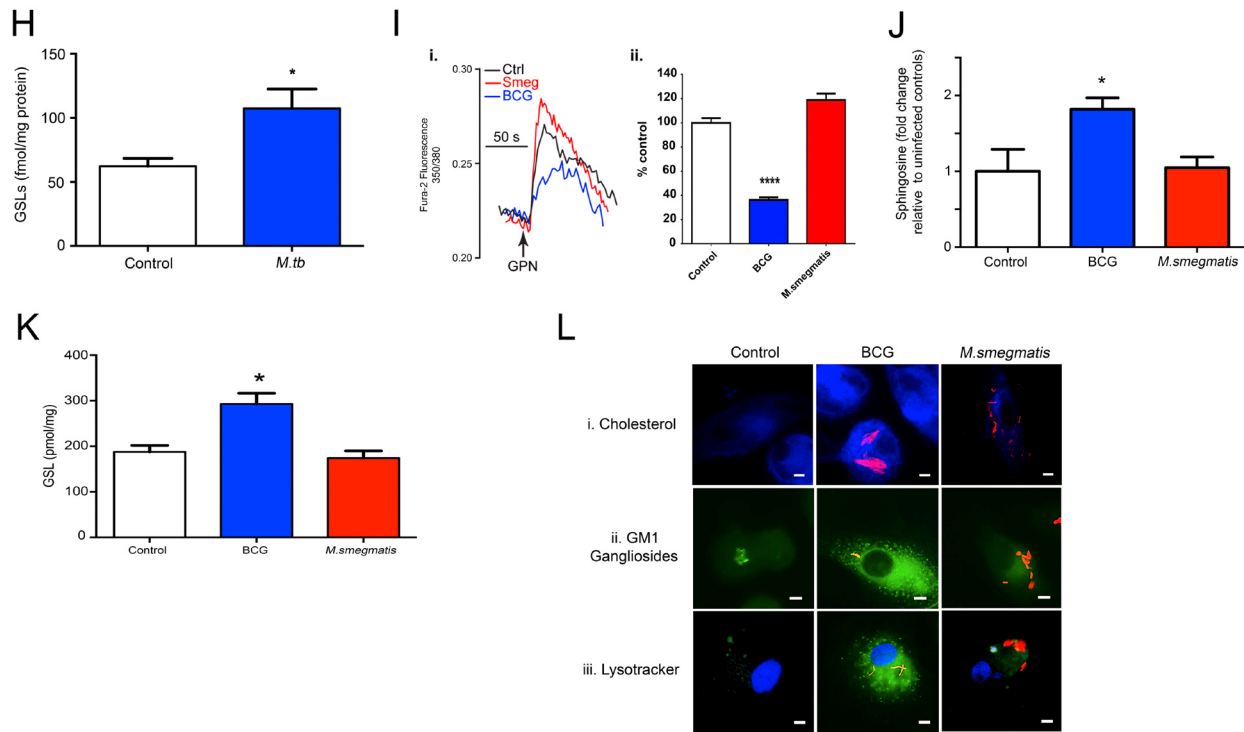 H
GSLs (fmol/mg protein)
150
100
50
0
*
Control
M.tb
I
i.
Ctrl
Smeg
BCG
0.30
0.25
0.20
50 s
Fura-2 Fluorescence
350/380
GPN
ii.
% control
140
120
100
80
60
40
20
0
****
Control
BCG
M.smegmatis
J
Sphingosine (fold change
relative to uninfected controls)
2
1
0
*
Control
BCG
M.smegmatis
K
GSL (pmol/mg)
400
300
200
100
0
*
Control
BCG
M.smegmatis
L
Control
BCG
M.smegmatis
i. Cholesterol
ii. GM1
Gangliosides
iii. Lysotracker